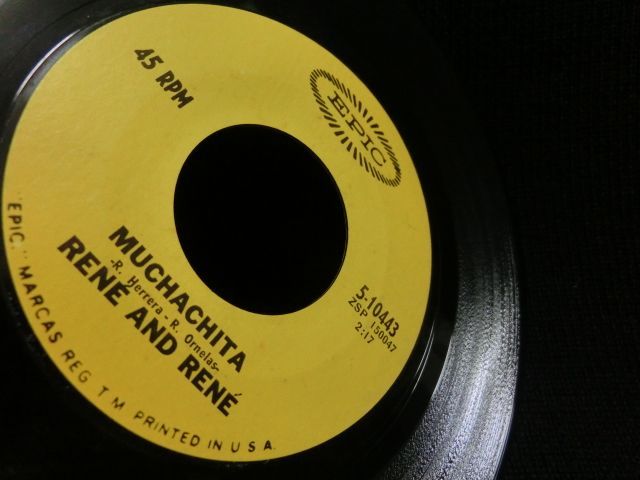 45 RPM
EPIC
5-10443
ZSP 150047
2:17
MUCHACHITA
-R. Herrera -R. Ornelas-
RENÉ AND RENÉ
"EPIC," MARCAS REG. T.M. PRINTED IN U S A.